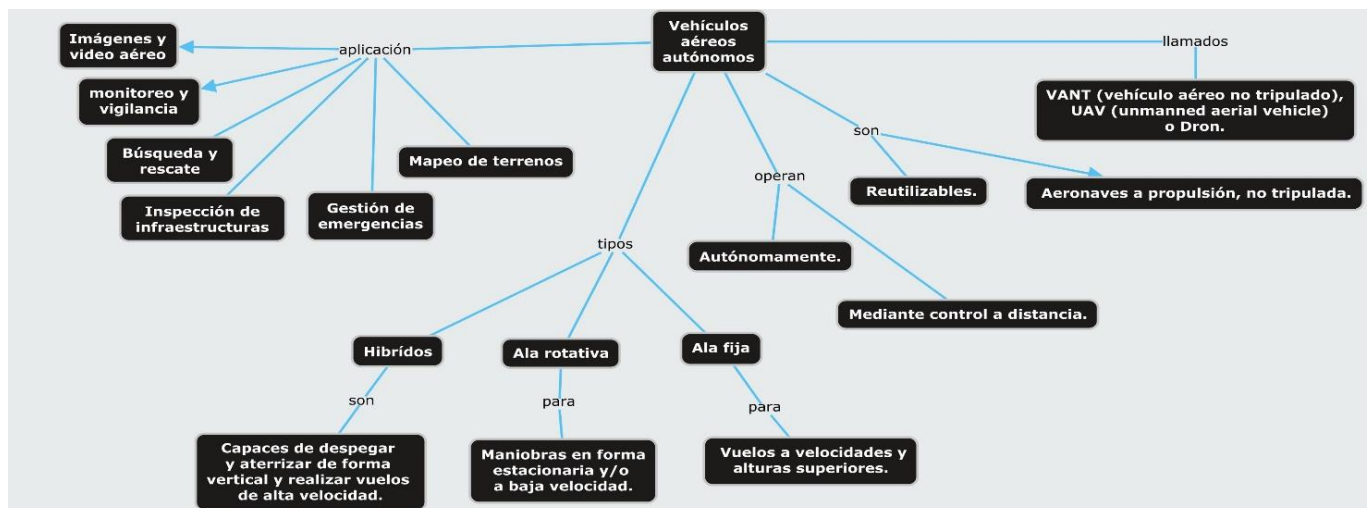 Vehículos
aéreos
autónomos
aplicación
Imágenes y
video aéreo
monitoreo y
vigilancia
Búsqueda y
rescate
Inspección de
infraestructuras
Gestión de
emergencias
Mapeo de terrenos
tipos
Hibrídos
son
Capaces de despegar
y aterrizar de forma
vertical y realizar vuelos
de alta velocidad.
Ala rotativa
para
Maniobras en forma
estacionaria y/o
a baja velocidad.
Ala fija
para
Vuelos a velocidades y
alturas superiores.
operan
Autónomamente.
Mediante control a distancia.
son
Reutilizables.
Aeronaves a propulsión, no tripulada.
llamados
VANT (vehículo aéreo no tripulado),
UAV (unmanned aerial vehicle)
o Dron.